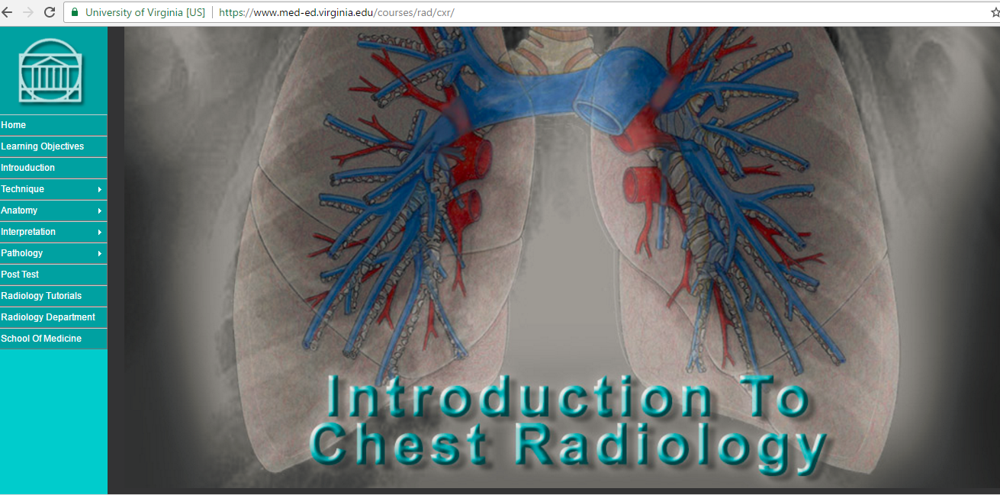 University of Virginia [US] | https://www.med-ed.virginia.edu/courses/rad/cxr/
Home
Learning Objectives
Introuduction
Technique
Anatomy
Interpretation
Pathology
Post Test
Radiology Tutorials
Radiology Department
School Of Medicine
Introduction To
Chest Radiology